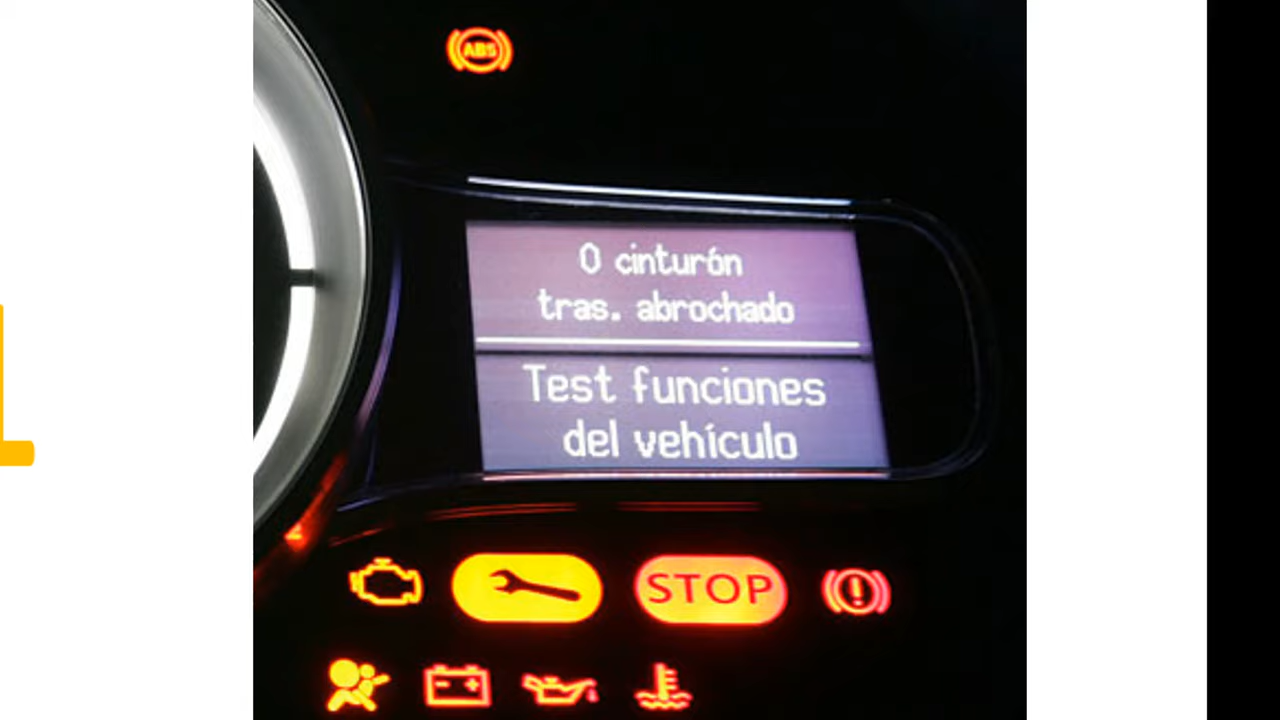 ABS
0 cinturón
tras. abrochado
Test funciones
del vehículo
STOP